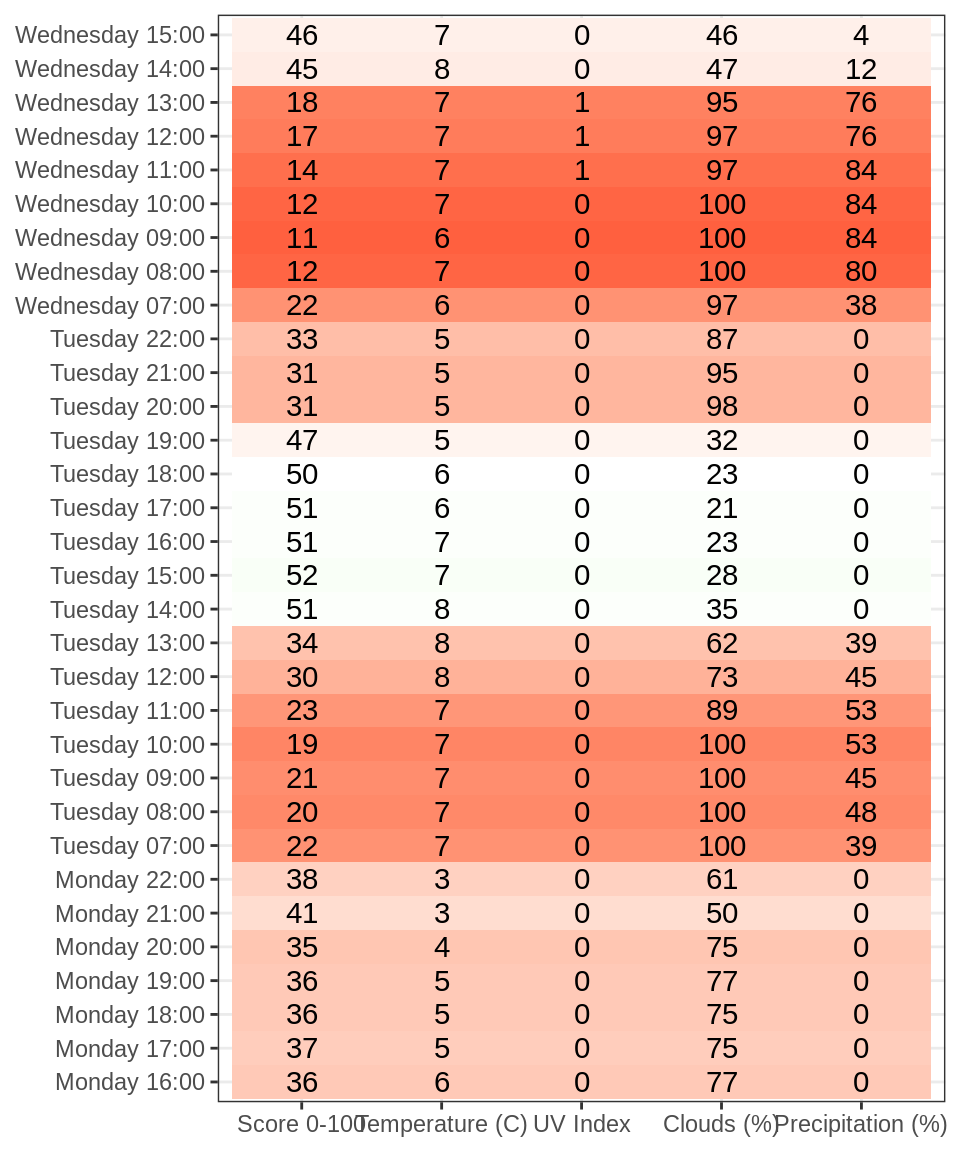 Wednesday 15:00 46 7 0 46 4
Wednesday 14:00 45 8 0 47 12
Wednesday 13:00 18 7 1 95 76
Wednesday 12:00 17 7 1 97 76
Wednesday 11:00 14 7 1 97 84
Wednesday 10:00 12 7 0 100 84
Wednesday 09:00 11 6 0 100 84
Wednesday 08:00 12 7 0 100 80
Wednesday 07:00 22 6 0 97 38
Tuesday 22:00 33 5 0 87 0
Tuesday 21:00 31 5 0 95 0
Tuesday 20:00 31 5 0 98 0
Tuesday 19:00 47 5 0 32 0
Tuesday 18:00 50 6 0 23 0
Tuesday 17:00 51 6 0 21 0
Tuesday 16:00 51 7 0 23 0
Tuesday 15:00 52 7 0 28 0
Tuesday 14:00 51 8 0 35 0
Tuesday 13:00 34 8 0 62 39
Tuesday 12:00 30 8 0 73 45
Tuesday 11:00 23 7 0 89 53
Tuesday 10:00 19 7 0 100 53
Tuesday 09:00 21 7 0 100 45
Tuesday 08:00 20 7 0 100 48
Tuesday 07:00 22 7 0 100 39
Monday 22:00 38 3 0 61 0
Monday 21:00 41 3 0 50 0
Monday 20:00 35 4 0 75 0
Monday 19:00 36 5 0 77 0
Monday 18:00 36 5 0 75 0
Monday 17:00 37 5 0 75 0
Monday 16:00 36 6 0 77 0
Score 0-100 Temperature (C) UV Index Clouds (%) Precipitation (%)